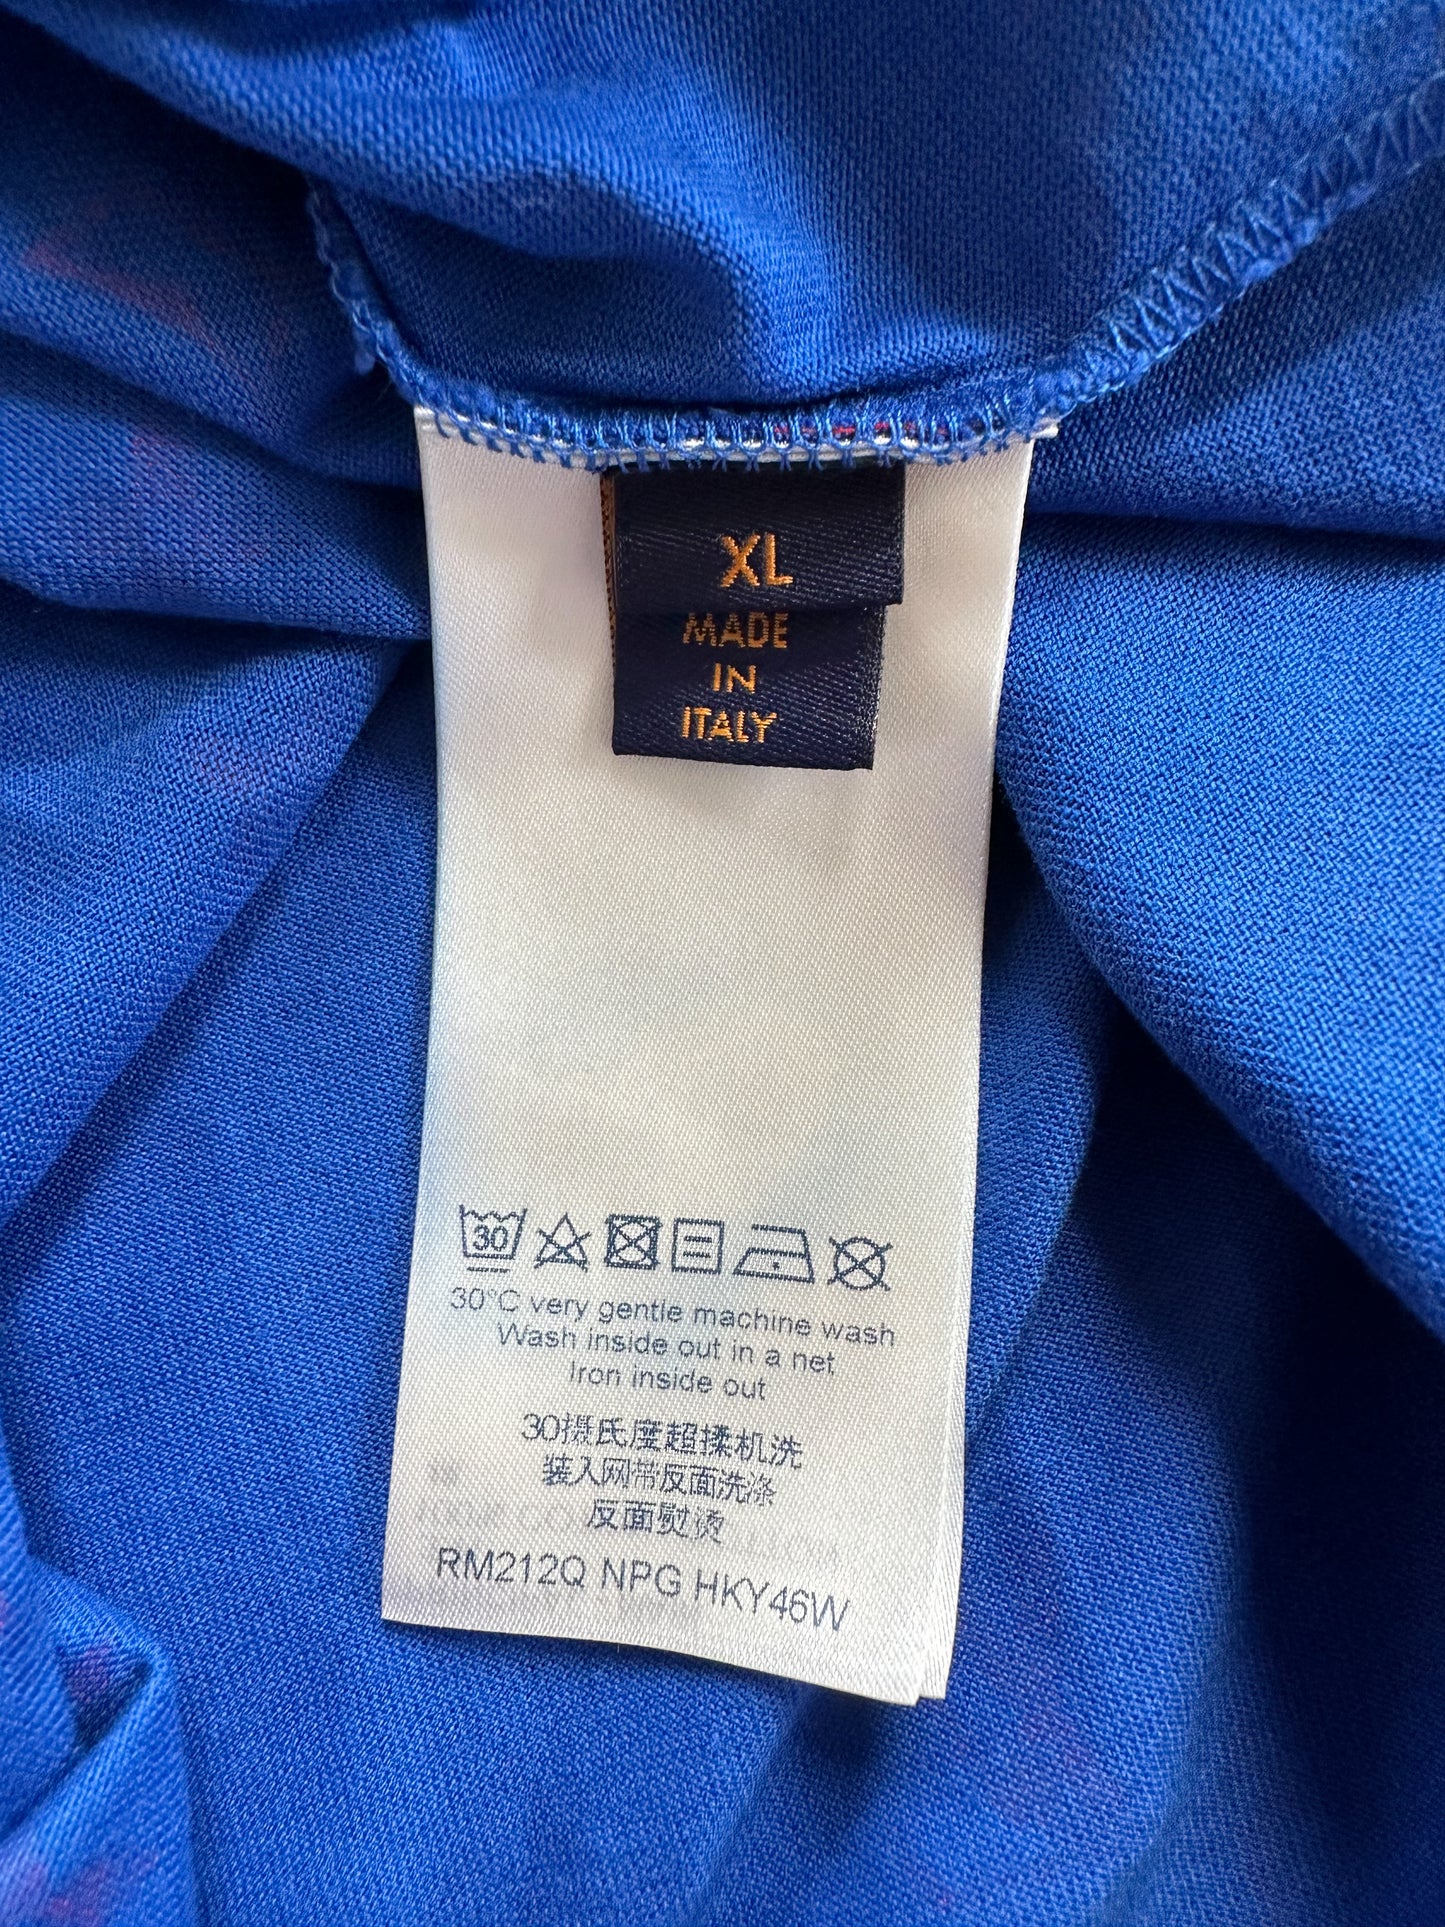 XL
MADE
IN
ITALY
30
30°C very gentle machine wash
Wash inside out in a net
Iron inside out
30摄氏度超揉机洗
装入网带反面洗涤
反面熨烫
RM212Q NPG HKY46W